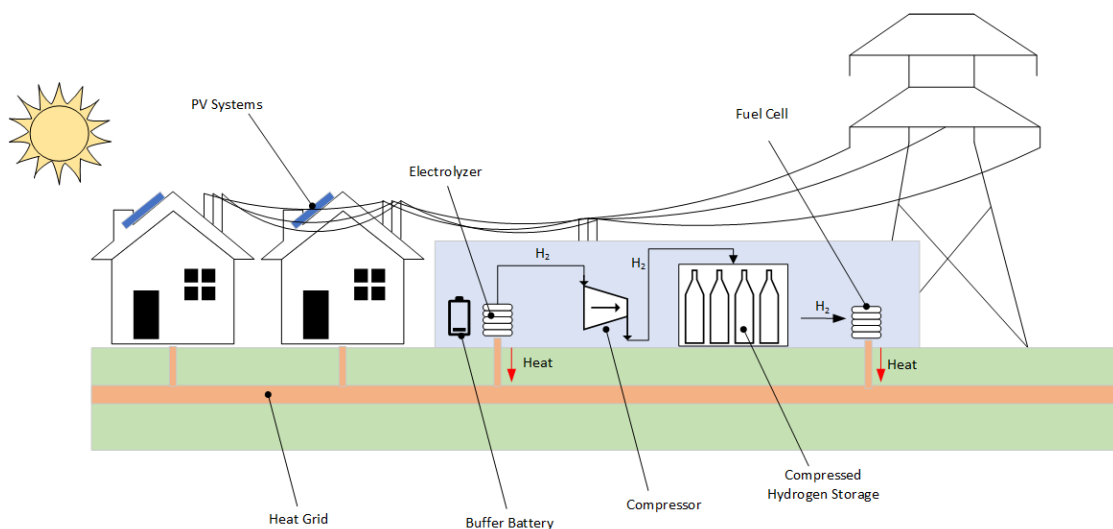 PV Systems
Fuel Cell
Electrolyzer
H2
H2
H2
Heat
Heat
Compressed
Hydrogen Storage
Compressor
Heat Grid
Buffer Battery